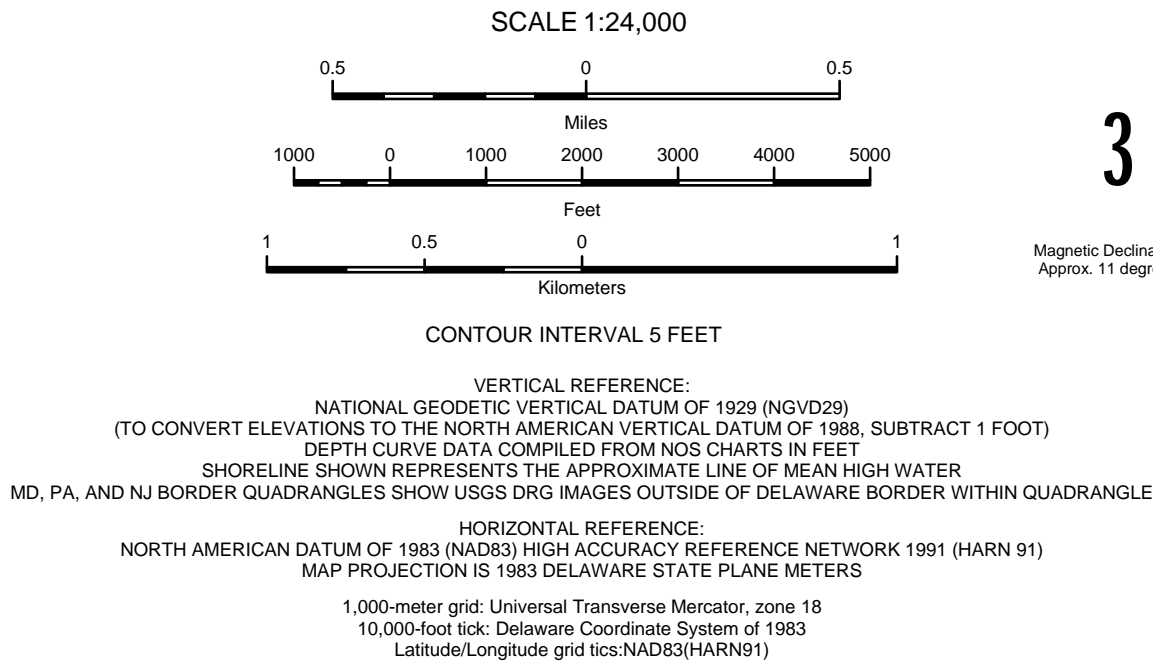 SCALE 1:24,000
0.5 0 0.5
Miles
1000 0 1000 2000 3000 4000 5000
Feet
1 0.5 0 1
Kilometers
3
Magnetic Declina
Approx. 11 degr
CONTOUR INTERVAL 5 FEET
VERTICAL REFERENCE:
NATIONAL GEODETIC VERTICAL DATUM OF 1929 (NGVD29)
(TO CONVERT ELEVATIONS TO THE NORTH AMERICAN VERTICAL DATUM OF 1988, SUBTRACT 1 FOOT)
DEPTH CURVE DATA COMPILED FROM NOS CHARTS IN FEET
SHORELINE SHOWN REPRESENTS THE APPROXIMATE LINE OF MEAN HIGH WATER
MD, PA, AND NJ BORDER QUADRANGLES SHOW USGS DRG IMAGES OUTSIDE OF DELAWARE BORDER WITHIN QUADRANGLE
HORIZONTAL REFERENCE:
NORTH AMERICAN DATUM OF 1983 (NAD83) HIGH ACCURACY REFERENCE NETWORK 1991 (HARN 91)
MAP PROJECTION IS 1983 DELAWARE STATE PLANE METERS
1,000-meter grid: Universal Transverse Mercator, zone 18
10,000-foot tick: Delaware Coordinate System of 1983
Latitude/Longitude grid tics:NAD83(HARN91)